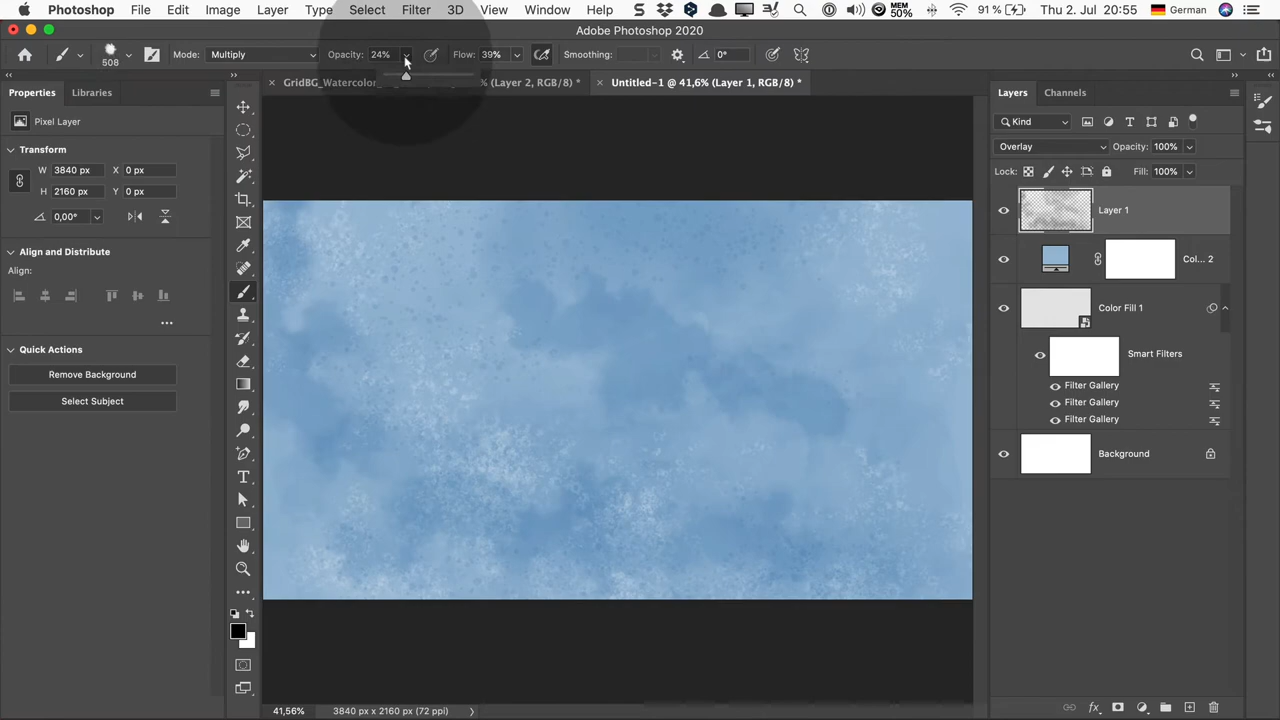 Photoshop File Edit Image Layer Type Select Filter 3D View Window Help MEM 50% 91 % German Thu 2. Jul 20:55
Adobe Photoshop 2020
508 Mode: Multiply Opacity: 24% Flow: 39% Smoothing: 0°
GridBG_Watercolor % (Layer 2, RGB/8) * Untitled-1 @ 41,6% (Layer 1, RGB/8) *
Properties Libraries
Pixel Layer
Transform
W 3840 px X 0 px
H 2160 px Y 0 px
0,00°
Align and Distribute
Align:
Quick Actions
Remove Background
Select Subject
41,56% 3840 px x 2160 px (72 ppi)
Layers Channels
Kind
Overlay Opacity: 100%
Lock: Fill: 100%
Layer 1
Col... 2
Color Fill 1
Smart Filters
Filter Gallery
Filter Gallery
Filter Gallery
Background